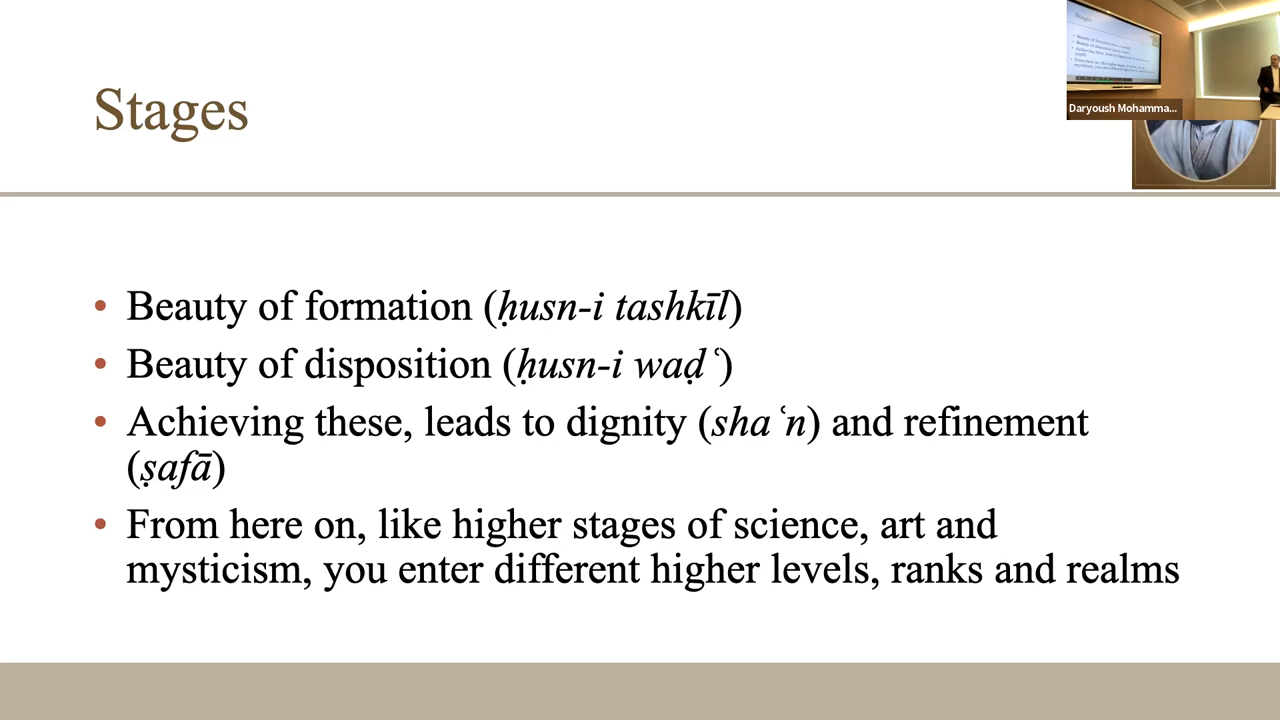 Stages
Daryoush Mohamma...
• Beauty of formation (ḥusn-i tashkīl)
• Beauty of disposition (ḥusn-i waḍʿ)
• Achieving these, leads to dignity (shaʿn) and refinement
(ṣafā)
• From here on, like higher stages of science, art and
mysticism, you enter different higher levels, ranks and realms